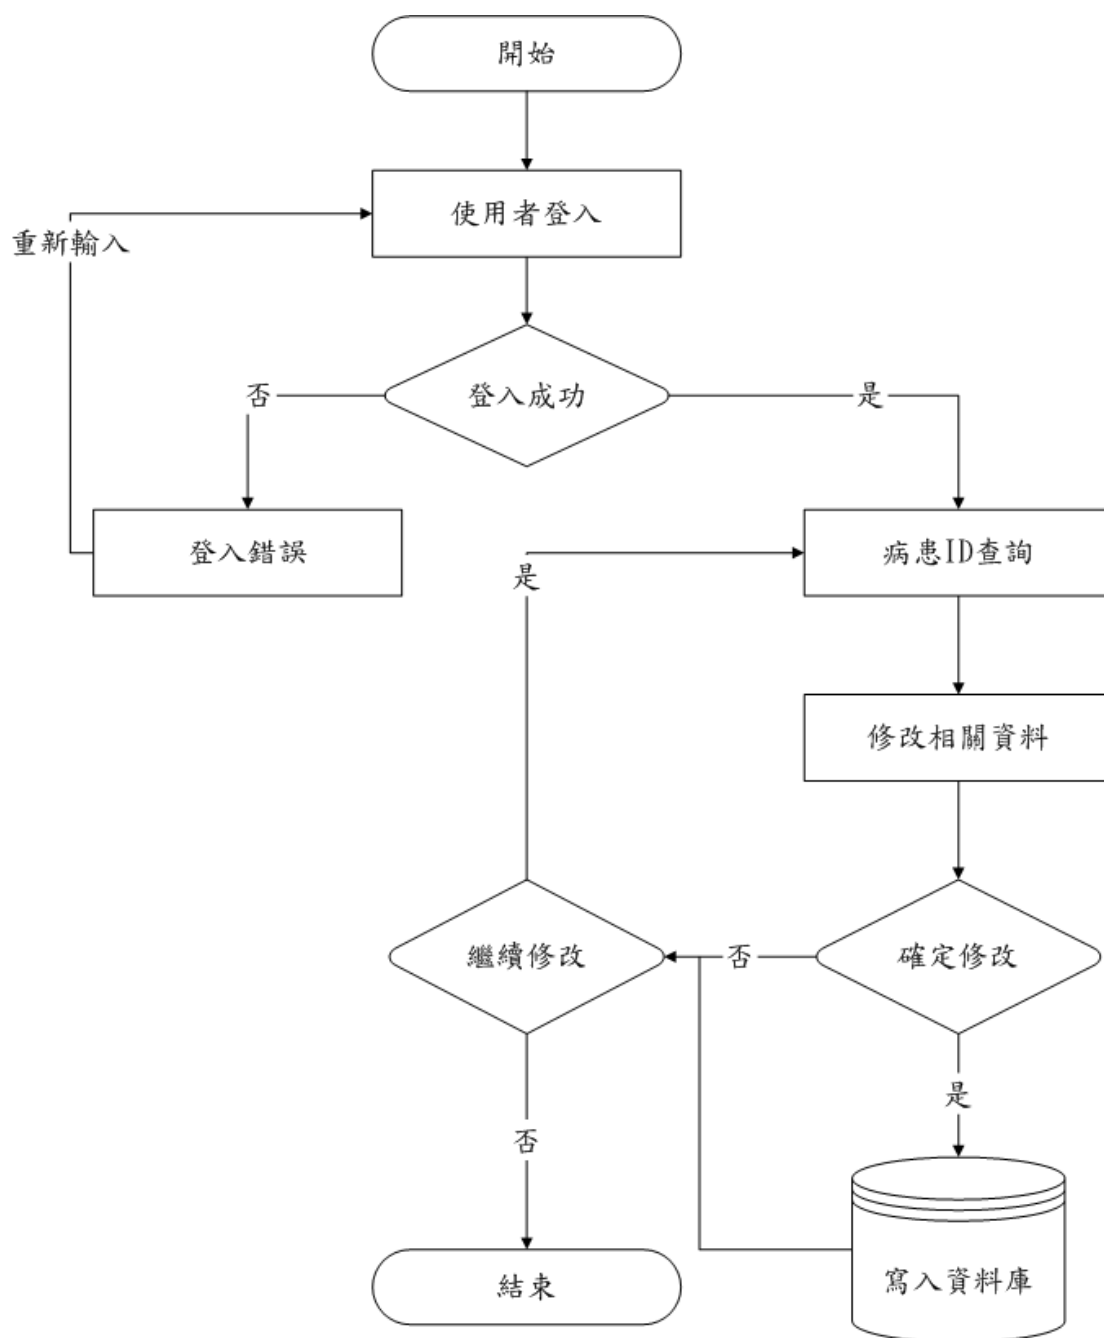 開始
使用者登入
重新輸入
登入成功
否
是
登入錯誤
病患ID查詢
是
修改相關資料
繼續修改
否
確定修改
是
否
寫入資料庫
結束